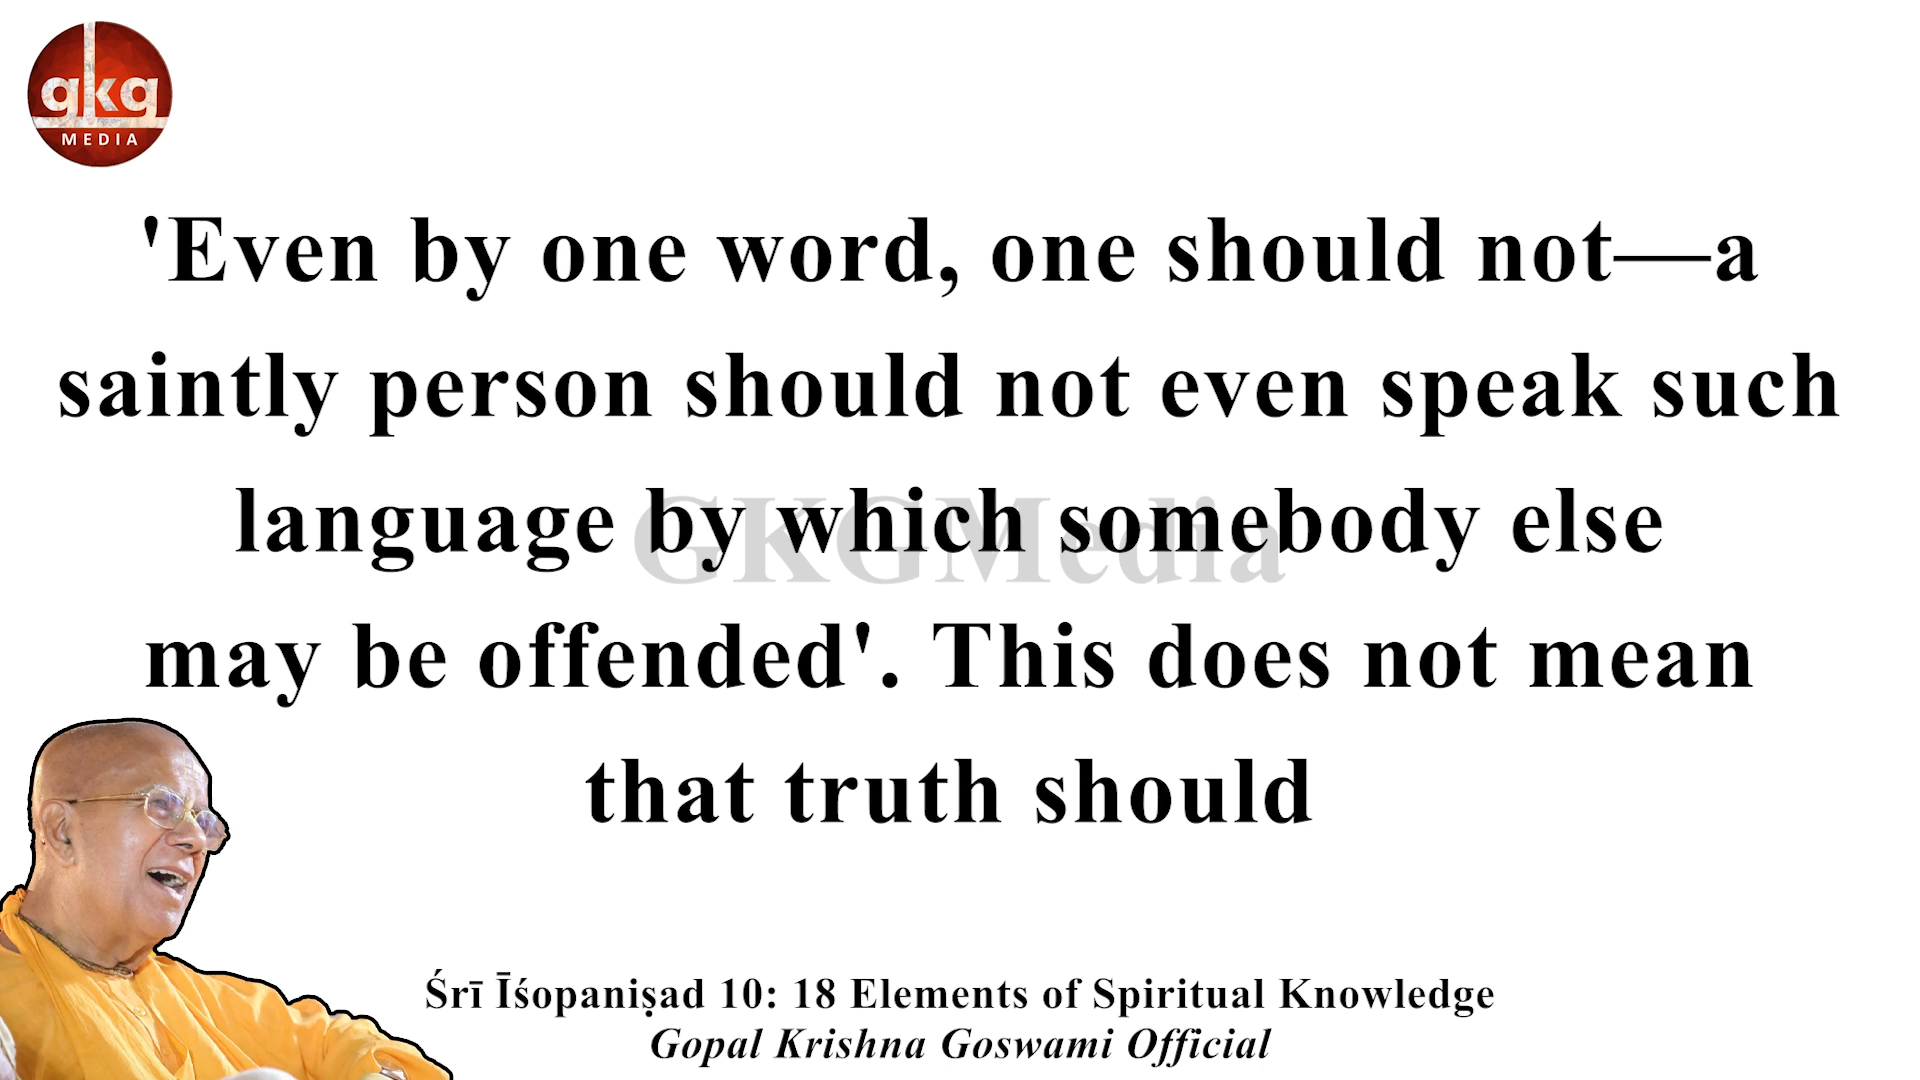 gkg
MEDIA
'Even by one word, one should not—a
saintly person should not even speak such
language by which somebody else
may be offended'. This does not mean
that truth should
GKGMedia
Śrī Īśopaniṣad 10: 18 Elements of Spiritual Knowledge
Gopal Krishna Goswami Official